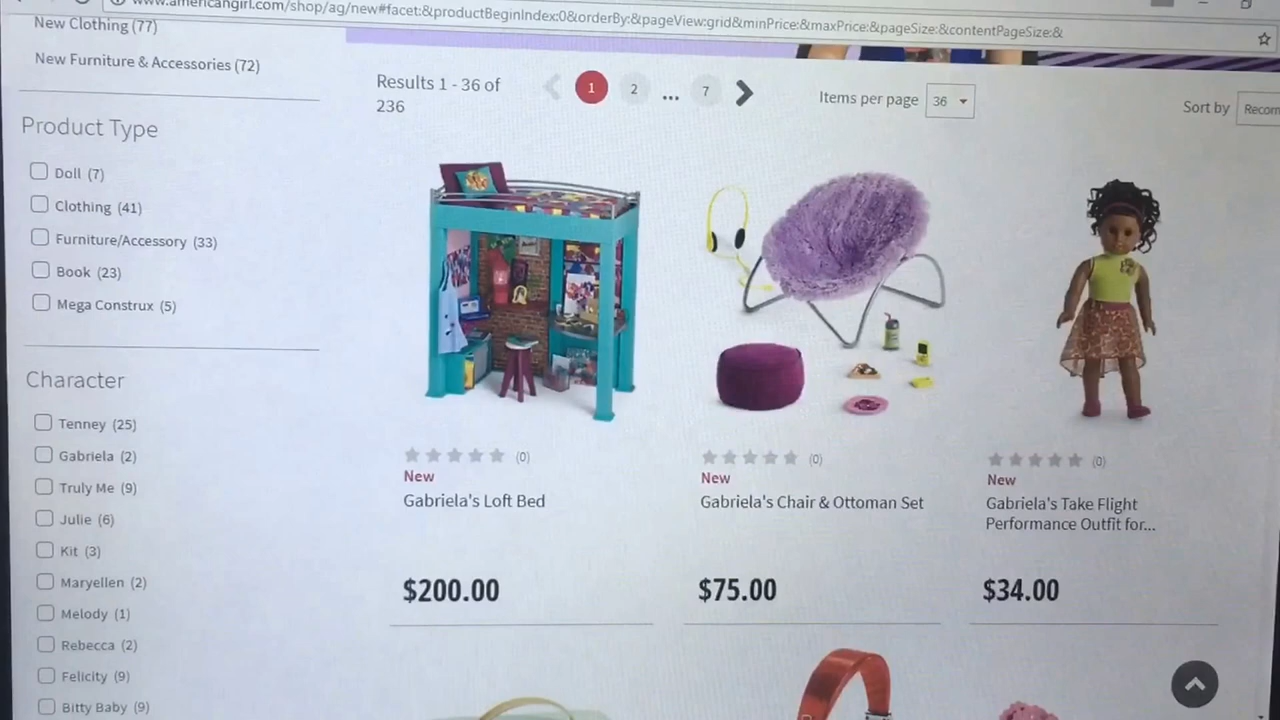 www.americangirl.com/shop/ag/new#facet:&productBeginIndex:0&orderBy:&pageView:grid&minPrice:&maxPrice:&pageSize:&contentPageSize:&
New Clothing (77)
New Furniture & Accessories (72)
Results 1 - 36 of
236
1 2 ... 7
Items per page 36
Sort by
Product Type
Doll (7)
Clothing (41)
Furniture/Accessory (33)
Book (23)
Mega Construx (5)
Character
Tenney (25)
Gabriela (2)
Truly Me (9)
Julie (6)
Kit (3)
Maryellen (2)
Melody (1)
Rebecca (2)
Felicity (9)
Bitty Baby (9)
(0)
New
Gabriela's Loft Bed
$200.00
(0)
New
Gabriela's Chair & Ottoman Set
$75.00
(0)
New
Gabriela's Take Flight
Performance Outfit for...
$34.00